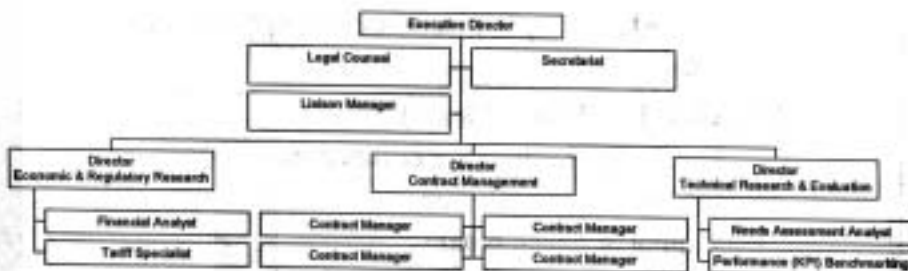 Executive Director
Legal Counsel
Secretariat
Liaison Manager
Director
Economic & Regulatory Research
Director
Contract Management
Director
Technical Research & Evaluation
Financial Analyst
Tariff Specialist
Contract Manager
Contract Manager
Contract Manager
Contract Manager
Needs Assessment Analyst
Performance (KPI) Benchmarking